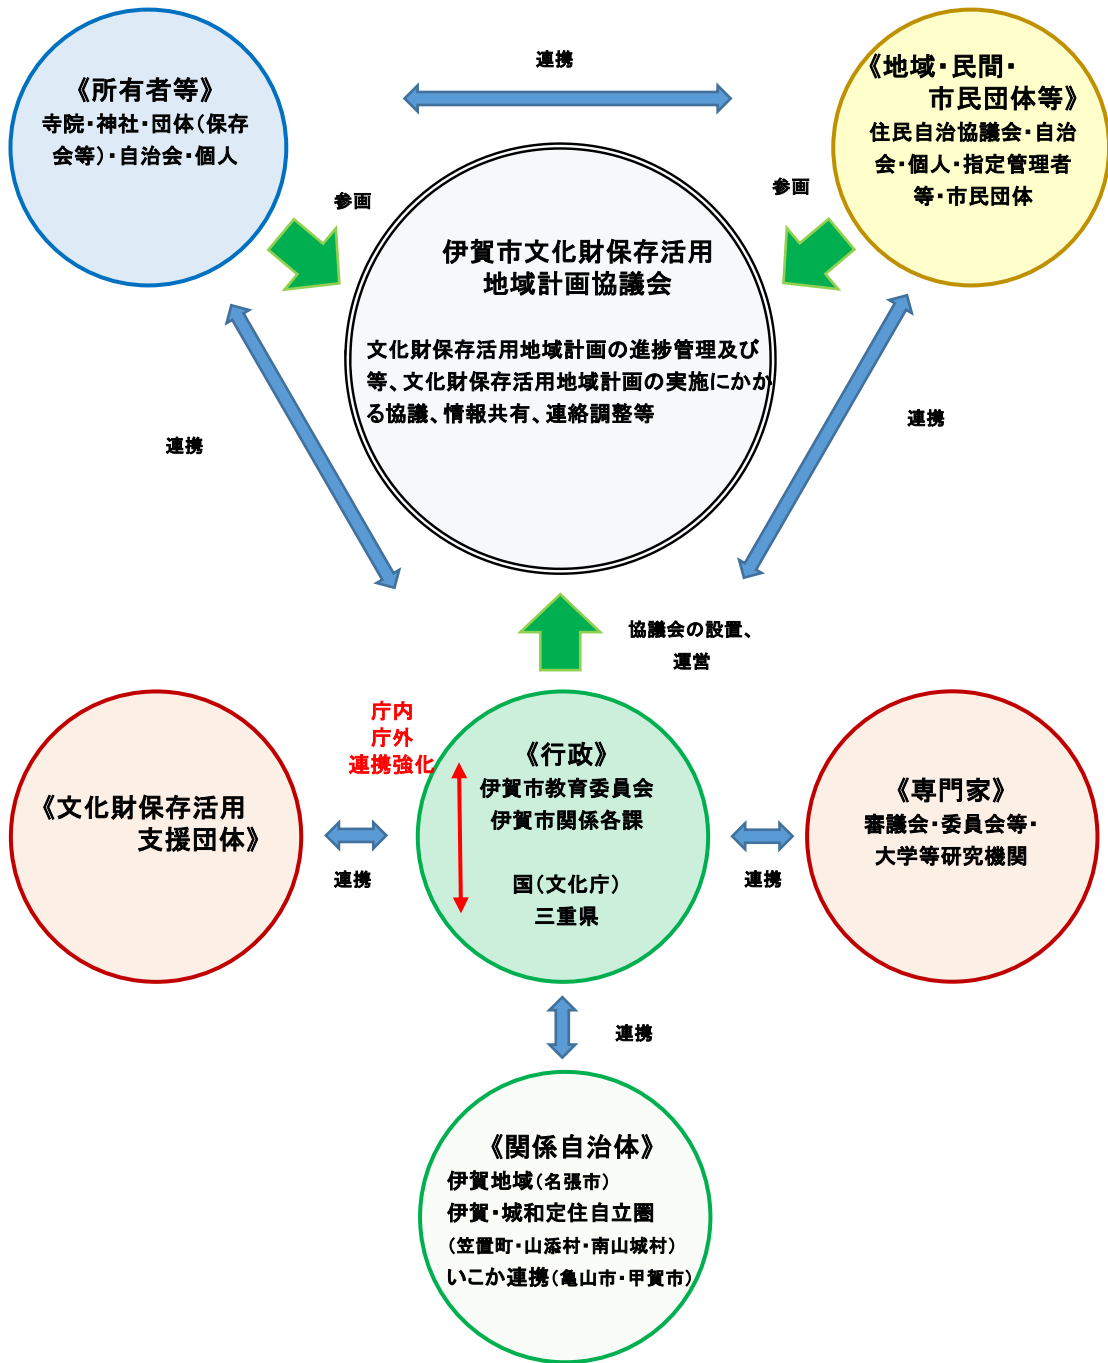 連携
《所有者等》
寺院・神社・団体（保存
会等）・自治会・個人
《地域・民間・
市民団体等》
住民自治協議会・自治
会・個人・指定管理者
等・市民団体
参画
参画
伊賀市文化財保存活用
地域計画協議会
文化財保存活用地域計画の進捗管理及び
等、文化財保存活用地域計画の実施にかか
る協議、情報共有、連絡調整等
連携
連携
協議会の設置、
運営
庁内
庁外
連携強化
《行政》
伊賀市教育委員会
伊賀市関係各課
国（文化庁）
三重県
《文化財保存活用
支援団体》
連携
連携
《専門家》
審議会・委員会等・
大学等研究機関
連携
《関係自治体》
伊賀地域（名張市）
伊賀・城和定住自立圏
（笠置町・山添村・南山城村）
いこか連携（亀山市・甲賀市）